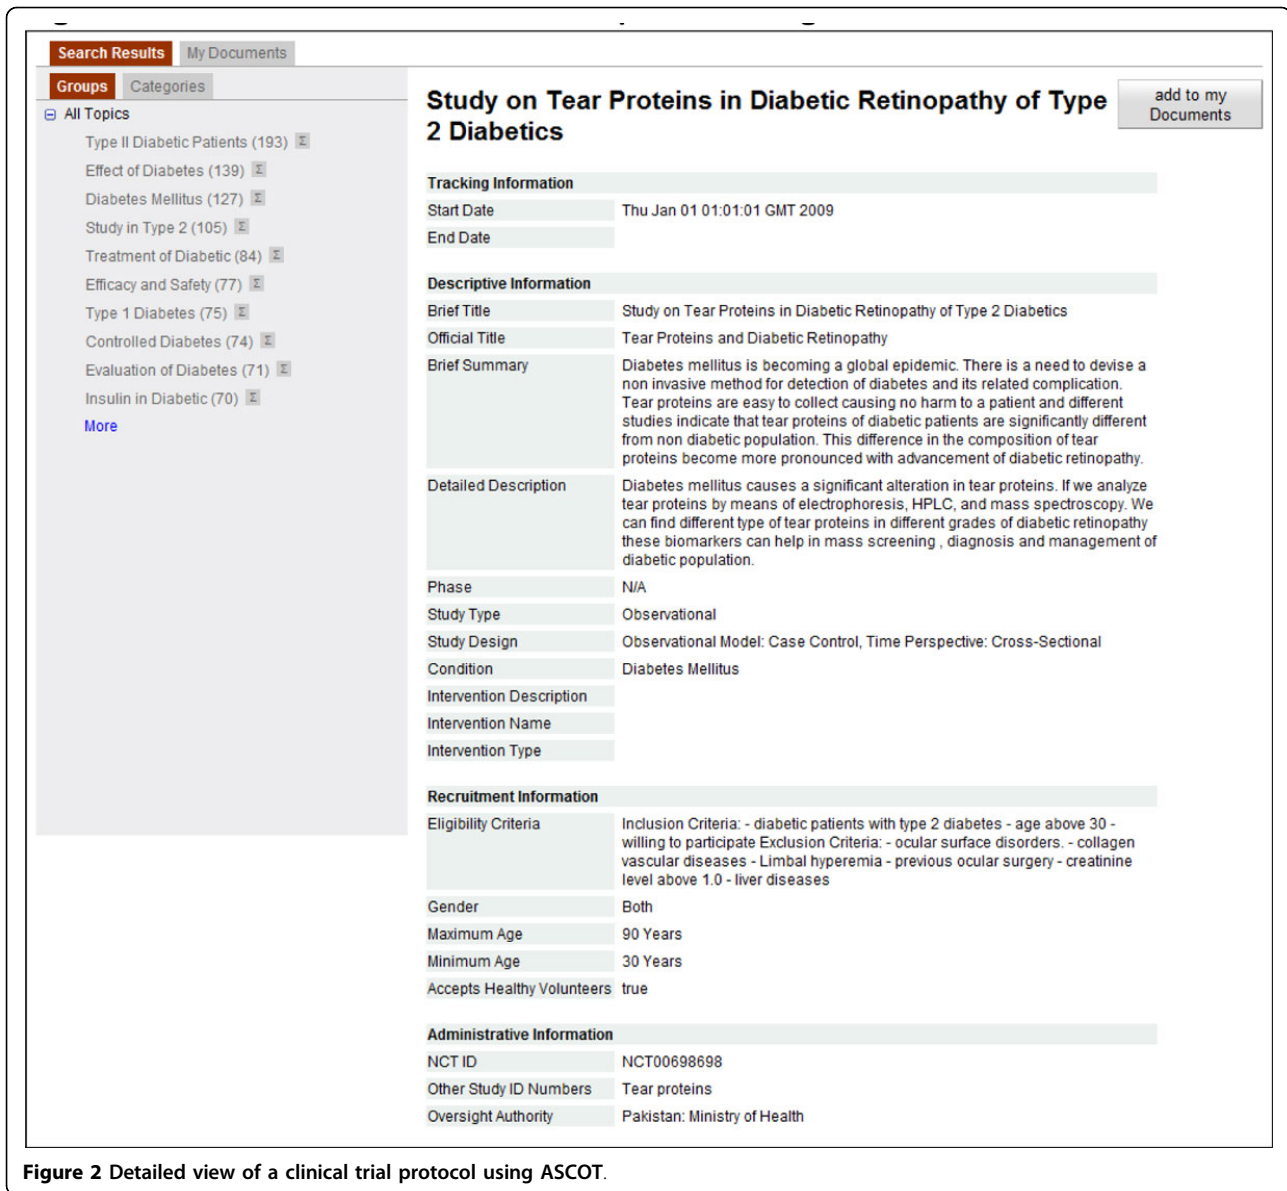 Search Results My Documents
Groups Categories
All Topics
Type II Diabetic Patients (193) Σ
Effect of Diabetes (139) Σ
Diabetes Mellitus (127) Σ
Study in Type 2 (105) Σ
Treatment of Diabetic (84) Σ
Efficacy and Safety (77) Σ
Type 1 Diabetes (75) Σ
Controlled Diabetes (74) Σ
Evaluation of Diabetes (71) Σ
Insulin in Diabetic (70) Σ
More
Study on Tear Proteins in Diabetic Retinopathy of Type
2 Diabetics
add to my
Documents
Tracking Information
Start Date Thu Jan 01 01:01:01 GMT 2009
End Date
Descriptive Information
Brief Title Study on Tear Proteins in Diabetic Retinopathy of Type 2 Diabetics
Official Title Tear Proteins and Diabetic Retinopathy
Brief Summary Diabetes mellitus is becoming a global epidemic. There is a need to devise a
non invasive method for detection of diabetes and its related complication.
Tear proteins are easy to collect causing no harm to a patient and different
studies indicate that tear proteins of diabetic patients are significantly different
from non diabetic population. This difference in the composition of tear
proteins become more pronounced with advancement of diabetic retinopathy.
Detailed Description Diabetes mellitus causes a significant alteration in tear proteins. If we analyze
tear proteins by means of electrophoresis, HPLC, and mass spectroscopy. We
can find different type of tear proteins in different grades of diabetic retinopathy
these biomarkers can help in mass screening , diagnosis and management of
diabetic population.
Phase N/A
Study Type Observational
Study Design Observational Model: Case Control, Time Perspective: Cross-Sectional
Condition Diabetes Mellitus
Intervention Description
Intervention Name
Intervention Type
Recruitment Information
Eligibility Criteria Inclusion Criteria: - diabetic patients with type 2 diabetes - age above 30 -
willing to participate Exclusion Criteria: - ocular surface disorders. - collagen
vascular diseases - Limbal hyperemia - previous ocular surgery - creatinine
level above 1.0 - liver diseases
Gender Both
Maximum Age 90 Years
Minimum Age 30 Years
Accepts Healthy Volunteers true
Administrative Information
NCT ID NCT00698698
Other Study ID Numbers Tear proteins
Oversight Authority Pakistan: Ministry of Health
Figure 2 Detailed view of a clinical trial protocol using ASCOT.